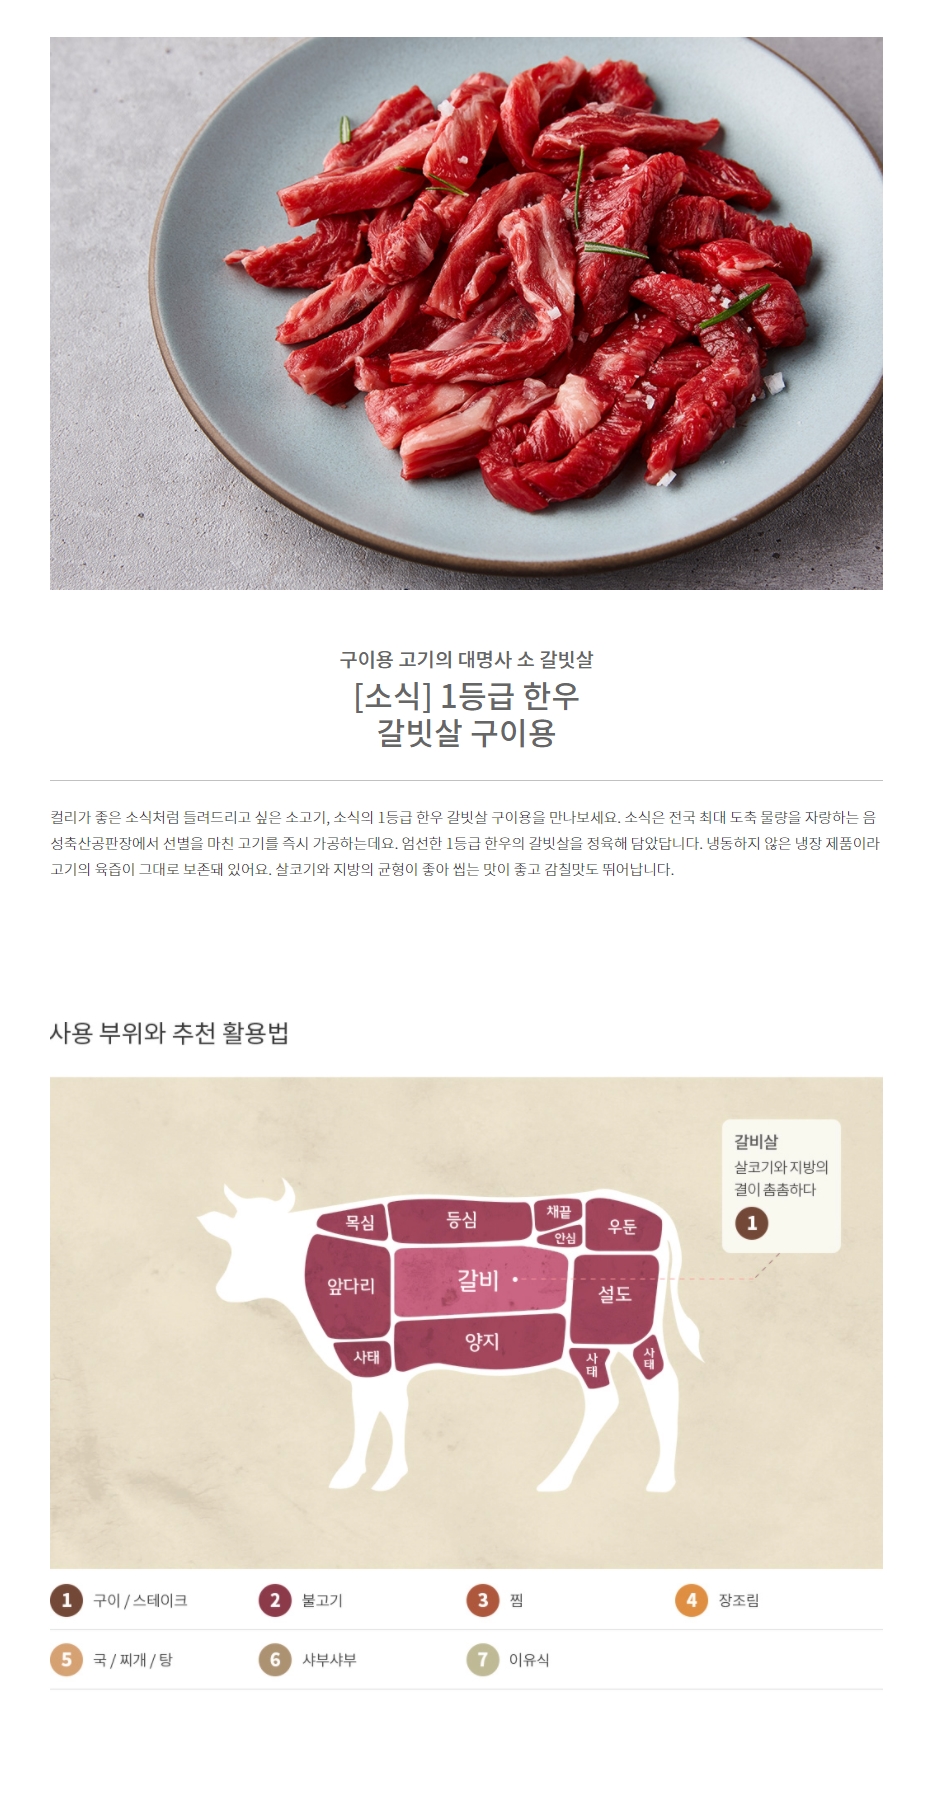 구이용 고기의 대명사 소 갈빗살
[소식] 1등급 한우
갈빗살 구이용
컬리가 좋은 소식처럼 들려드리고 싶은 소고기, 소식의 1등급 한우 갈빗살 구이용을 만나보세요. 소식은 전국 최대 도축 물량을 자랑하는 음
성축산공판장에서 선별을 마친 고기를 즉시 가공하는데요. 엄선한 1등급 한우의 갈빗살을 정육해 담았답니다. 냉동하지 않은 냉장 제품이라
고기의 육즙이 그대로 보존돼 있어요. 살코기와 지방의 균형이 좋아 씹는 맛이 좋고 감칠맛도 뛰어납니다.
사용 부위와 추천 활용법
갈비살
살코기와 지방의
결이 촘촘하다
1
목심
등심
채끝
안심
우둔
앞다리
갈비
설도
사태
양지
사태
사태
1 구이 / 스테이크
2 불고기
3 찜
4 장조림
5 국 / 찌개 / 탕
6 샤부샤부
7 이유식